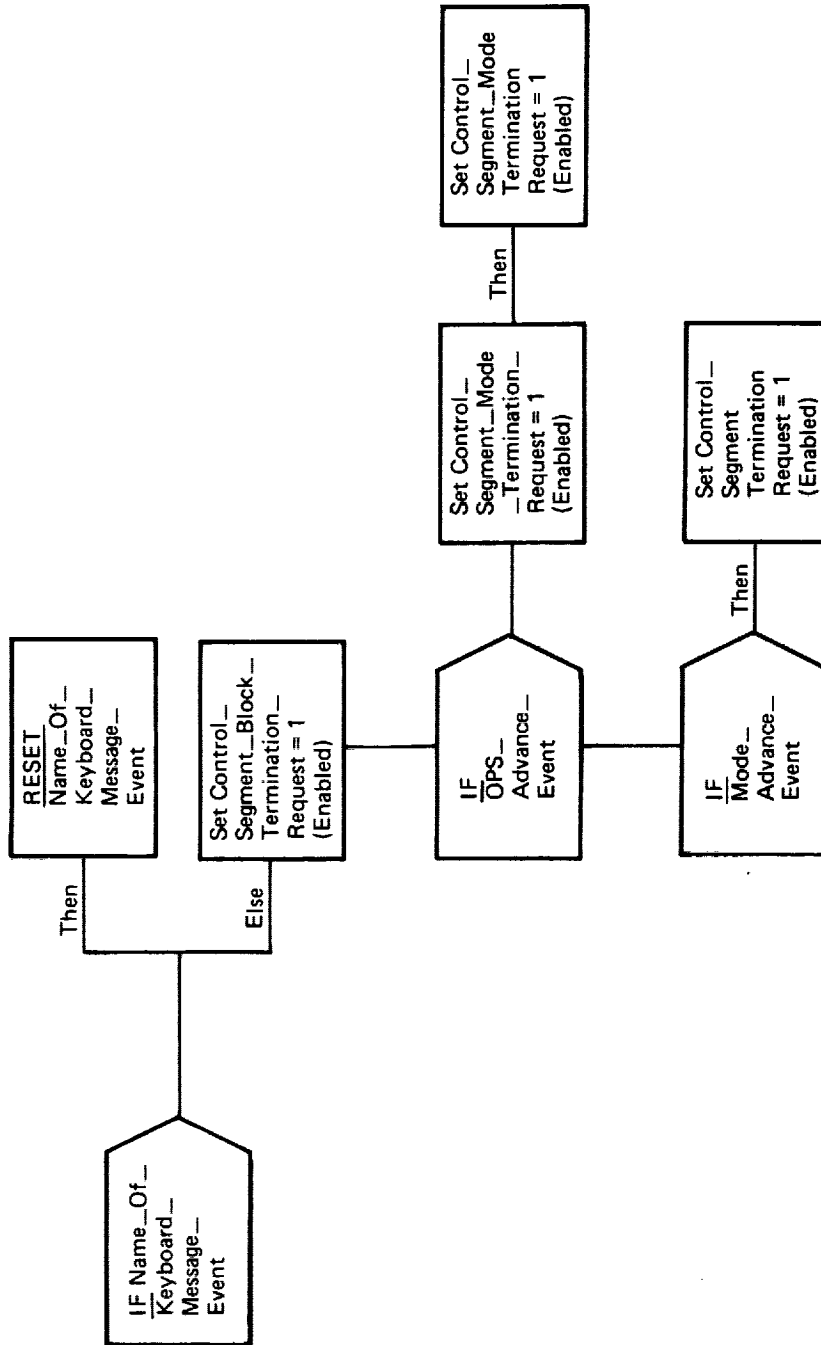 IF Name_Of_
Keyboard_
Message_
Event
Then
RESET
Name_Of_
Keyboard_
Message_
Event
Else
Set Control_
Segment_Block_
Termination_
Request = 1
(Enabled)
IF
OPS_
Advance_
Event
Set Control_
Segment_Mode
_Termination_
Request = 1
(Enabled)
Then
Set Control_
Segment_Mode
Termination
Request = 1
(Enabled)
IF
Mode_
Advance_
Event
Then
Set Control_
Segment
Termination
Request = 1
(Enabled)